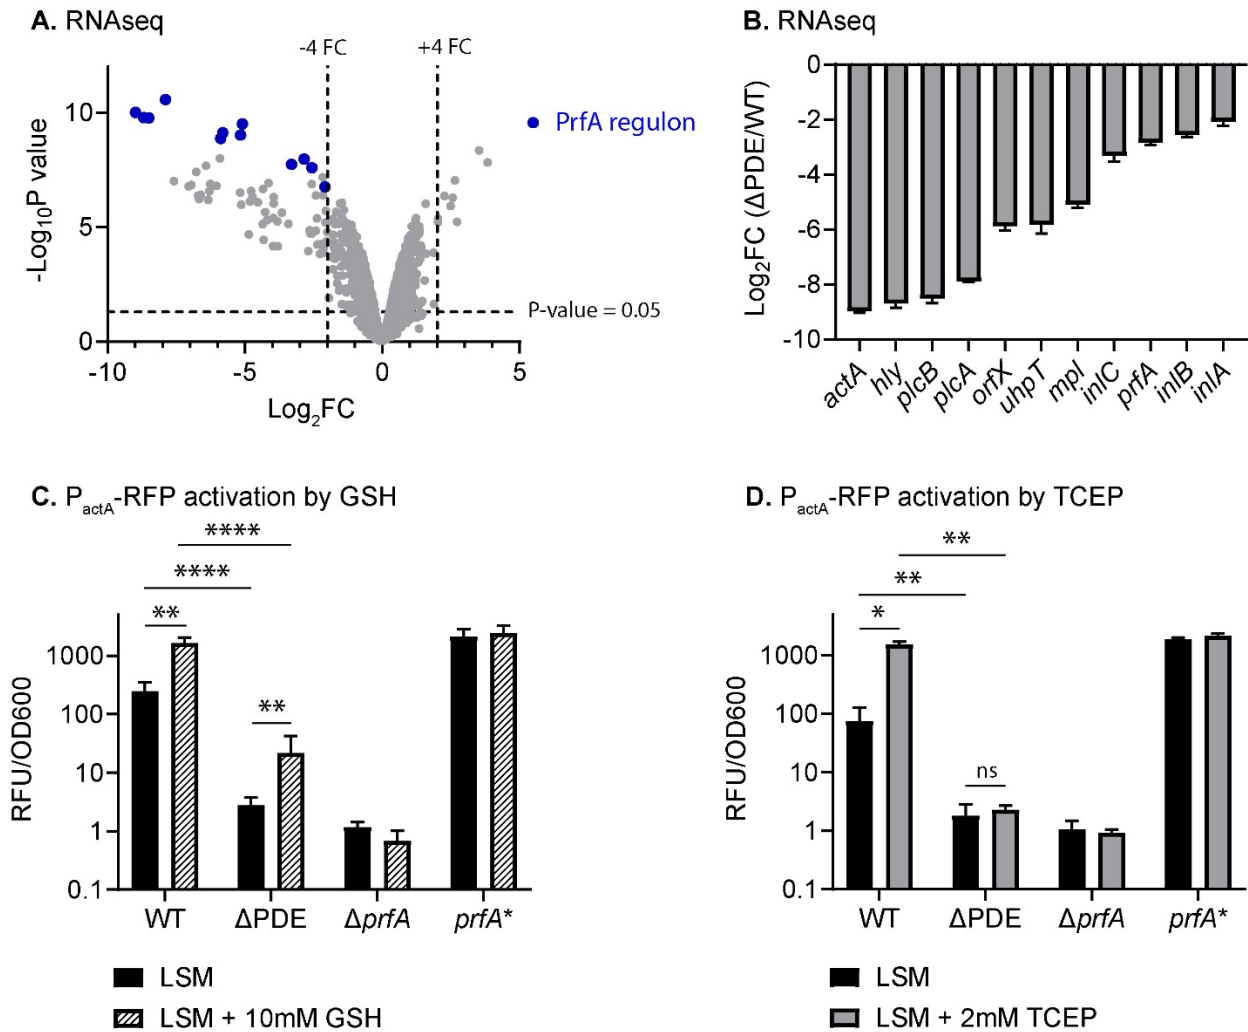 A. RNAseq
-4 FC
+4 FC
10
5
0
-Log10P value
PrfA regulon
P-value = 0.05
-10
-5
0
5
Log2FC
B. RNAseq
0
-2
-4
-6
-8
-10
Log2FC (ΔPDE/WT)
actA
hly
plcB
plcA
orfX
uhpT
mpl
inlC
prfA
inlB
inlA
C. PactA-RFP activation by GSH
****
****
**
**
1000
100
10
1
0.1
RFU/OD600
WT
ΔPDE
ΔprfA
prfA*
LSM
LSM + 10mM GSH
D. PactA-RFP activation by TCEP
**
**
*
ns
1000
100
10
1
0.1
RFU/OD600
WT
ΔPDE
ΔprfA
prfA*
LSM
LSM + 2mM TCEP